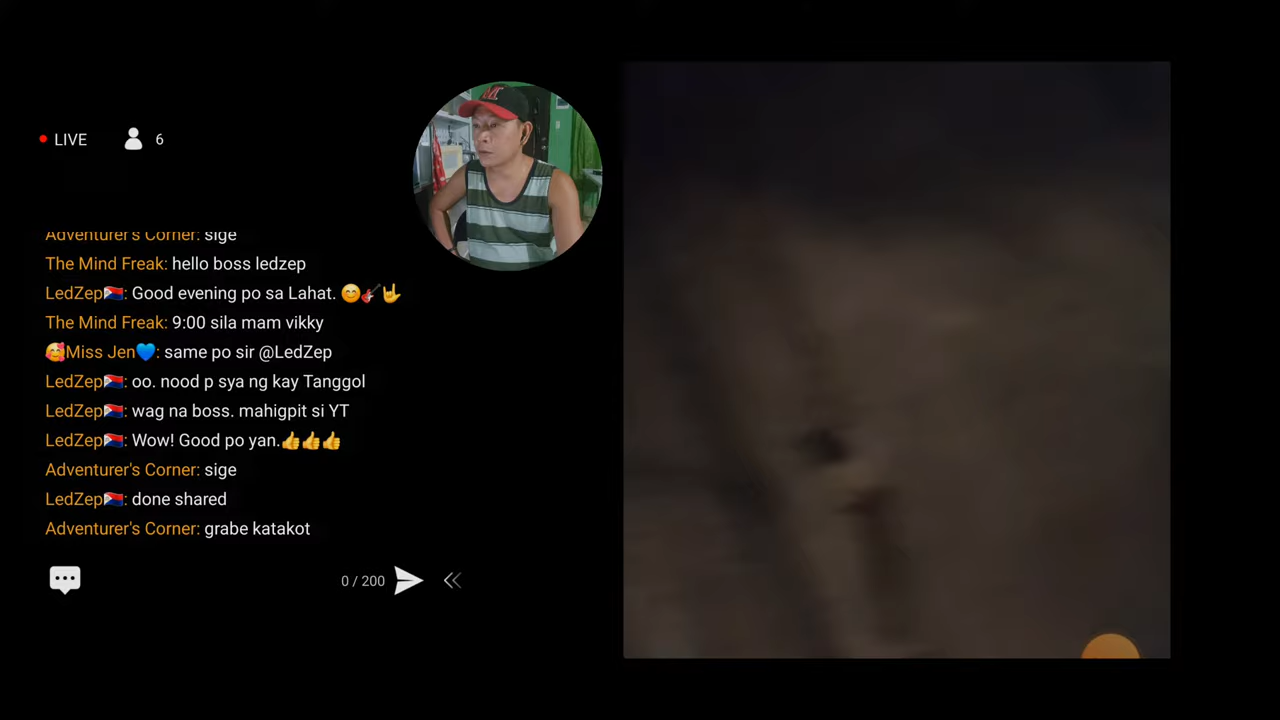 LIVE 6
Adventurer's Corner: sige
The Mind Freak: hello boss ledzep
LedZep🇵🇭: Good evening po sa Lahat. 😊🎸🤟
The Mind Freak: 9:00 sila mam vikky
🥰Miss Jen💙: same po sir @LedZep
LedZep🇵🇭: oo. nood p sya ng kay Tanggol
LedZep🇵🇭: wag na boss. mahigpit si YT
LedZep🇵🇭: Wow! Good po yan.👍👍👍
Adventurer's Corner: sige
LedZep🇵🇭: done shared
Adventurer's Corner: grabe katakot
0 / 200